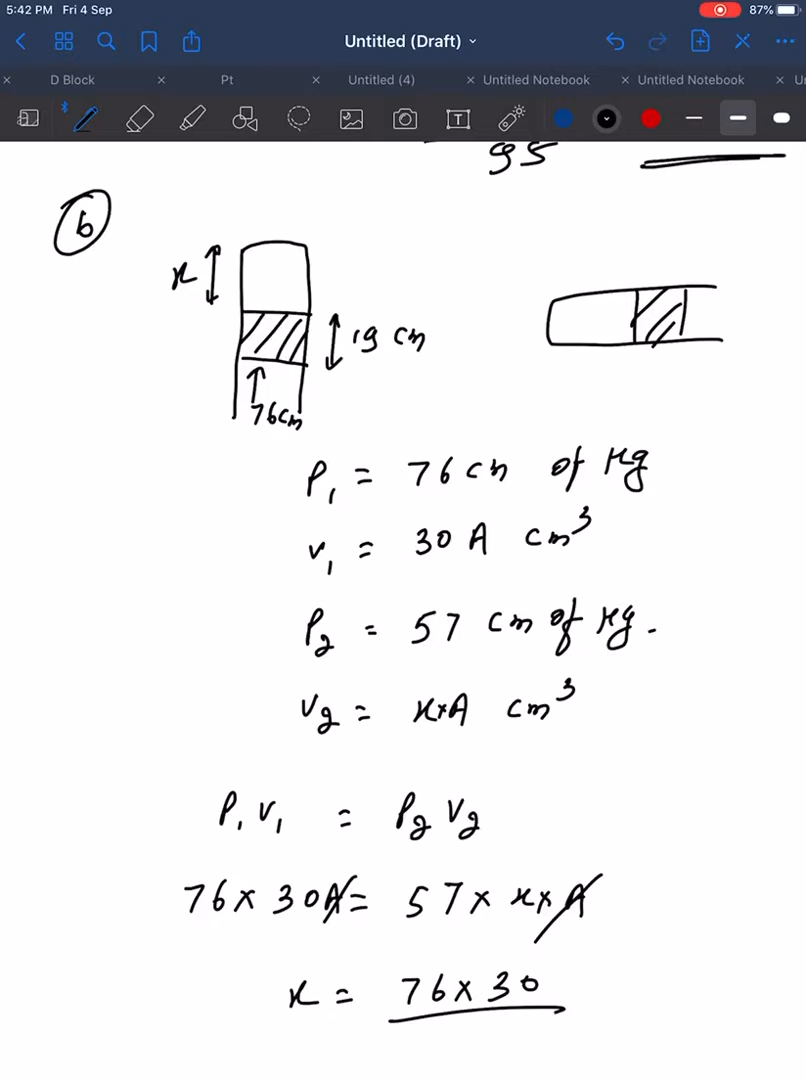 5:42 PM Fri 4 Sep
87%
Untitled (Draft)
D Block
Pt
Untitled (4)
Untitled Notebook
Untitled Notebook
T
95
6
x
19 cm
76cm
P₁ = 76 cm of Hg
V₁ = 30 A cm³
P₂ = 57 cm of Hg.
V₂ = x×A cm³
P₁ V₁ = P₂ V₂
76 × 30A = 57 × x × A
x = 76 × 30